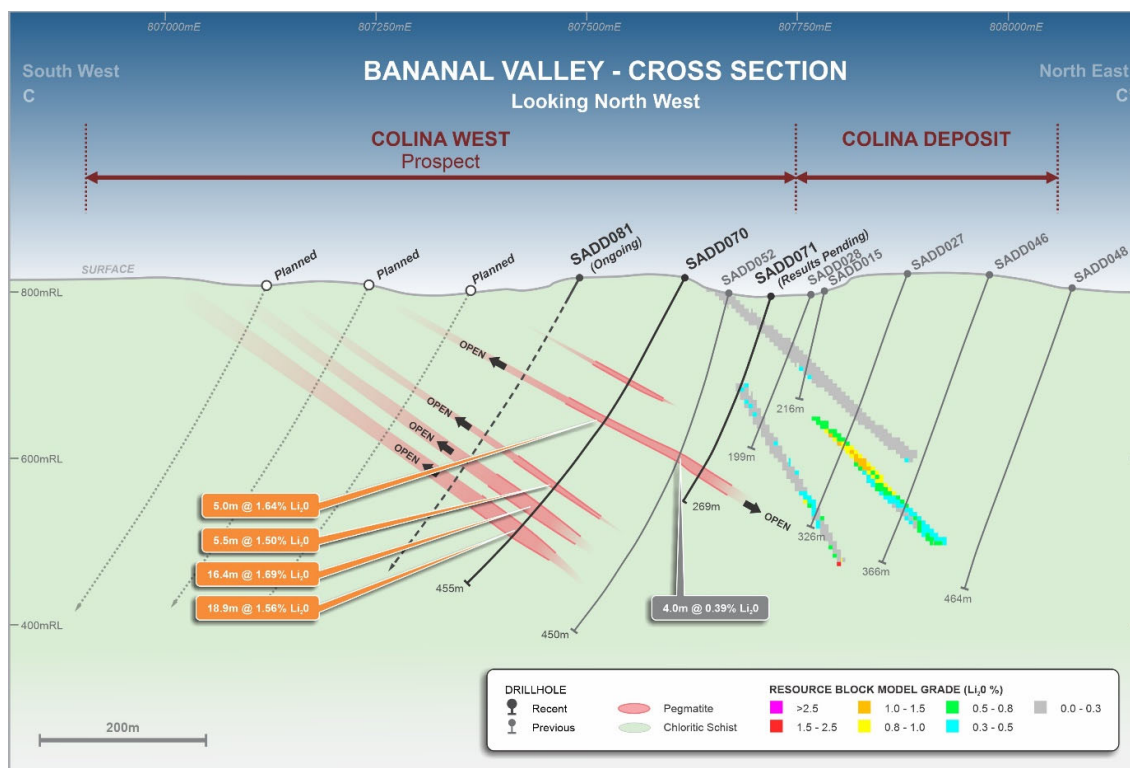 807000mE
807250mE
807500mE
807750mE
808000mE
South West
C
BANANAL VALLEY - CROSS SECTION
Looking North West
North East
C
COLINA WEST
Prospect
COLINA DEPOSIT
SURFACE
Planned
Planned
Planned
SADD081
(Ongoing)
SADD070
SADD052
SADD071
(Results Pending)
SADD028
SADD015
SADD027
SADD046
SADD048
800mRL
600mRL
400mRL
OPEN
OPEN
OPEN
OPEN
OPEN
216m
199m
269m
326m
366m
464m
455m
450m
5.0m @ 1.64% Li₂0
5.5m @ 1.50% Li₂0
16.4m @ 1.69% Li₂0
18.9m @ 1.56% Li₂0
4.0m @ 0.39% Li₂0
200m
DRILLHOLE
Recent
Previous
Pegmatite
Chloritic Schist
RESOURCE BLOCK MODEL GRADE (Li₂0 %)
>2.5
1.0 - 1.5
0.5 - 0.8
0.0 - 0.3
1.5 - 2.5
0.8 - 1.0
0.3 - 0.5